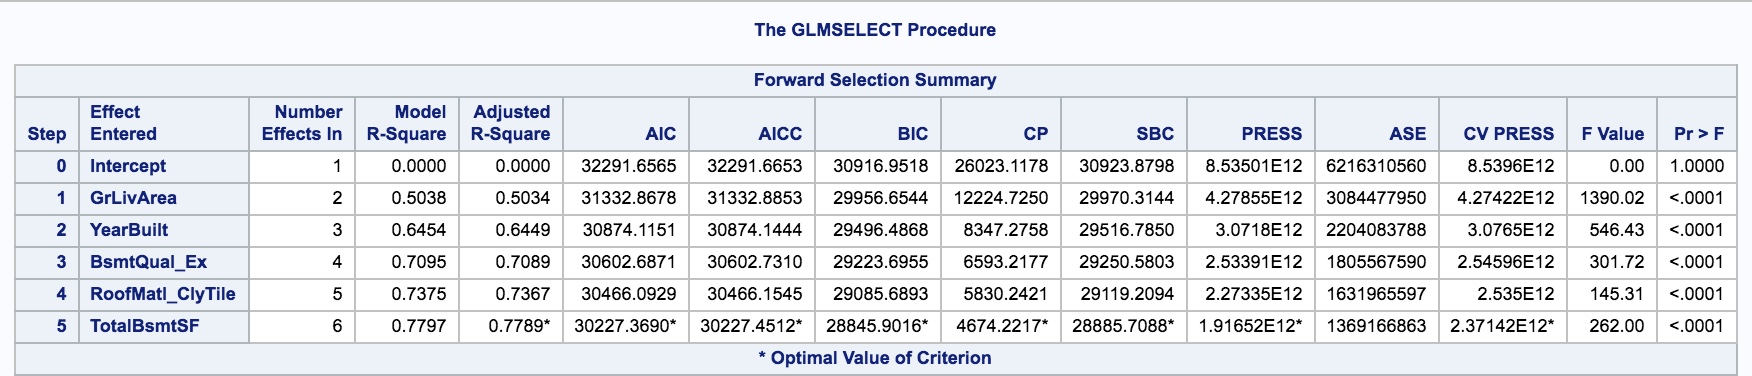 The GLMSELECT Procedure
Forward Selection Summary
Step Effect Entered Number Effects In Model R-Square Adjusted R-Square AIC AICC BIC CP SBC PRESS ASE CV PRESS F Value Pr > F
0 Intercept 1 0.0000 0.0000 32291.6565 32291.6653 30916.9518 26023.1178 30923.8798 8.53501E12 6216310560 8.5396E12 0.00 1.0000
1 GrLivArea 2 0.5038 0.5034 31332.8678 31332.8853 29956.6544 12224.7250 29970.3144 4.27855E12 3084477950 4.27422E12 1390.02 <.0001
2 YearBuilt 3 0.6454 0.6449 30874.1151 30874.1444 29496.4868 8347.2758 29516.7850 3.0718E12 2204083788 3.0765E12 546.43 <.0001
3 BsmtQual_Ex 4 0.7095 0.7089 30602.6871 30602.7310 29223.6955 6593.2177 29250.5803 2.53391E12 1805567590 2.54596E12 301.72 <.0001
4 RoofMatl_ClyTile 5 0.7375 0.7367 30466.0929 30466.1545 29085.6893 5830.2421 29119.2094 2.27335E12 1631965597 2.535E12 145.31 <.0001
5 TotalBsmtSF 6 0.7797 0.7789* 30227.3690* 30227.4512* 28845.9016* 4674.2217* 28885.7088* 1.91652E12* 1369166863 2.37142E12* 262.00 <.0001
* Optimal Value of Criterion